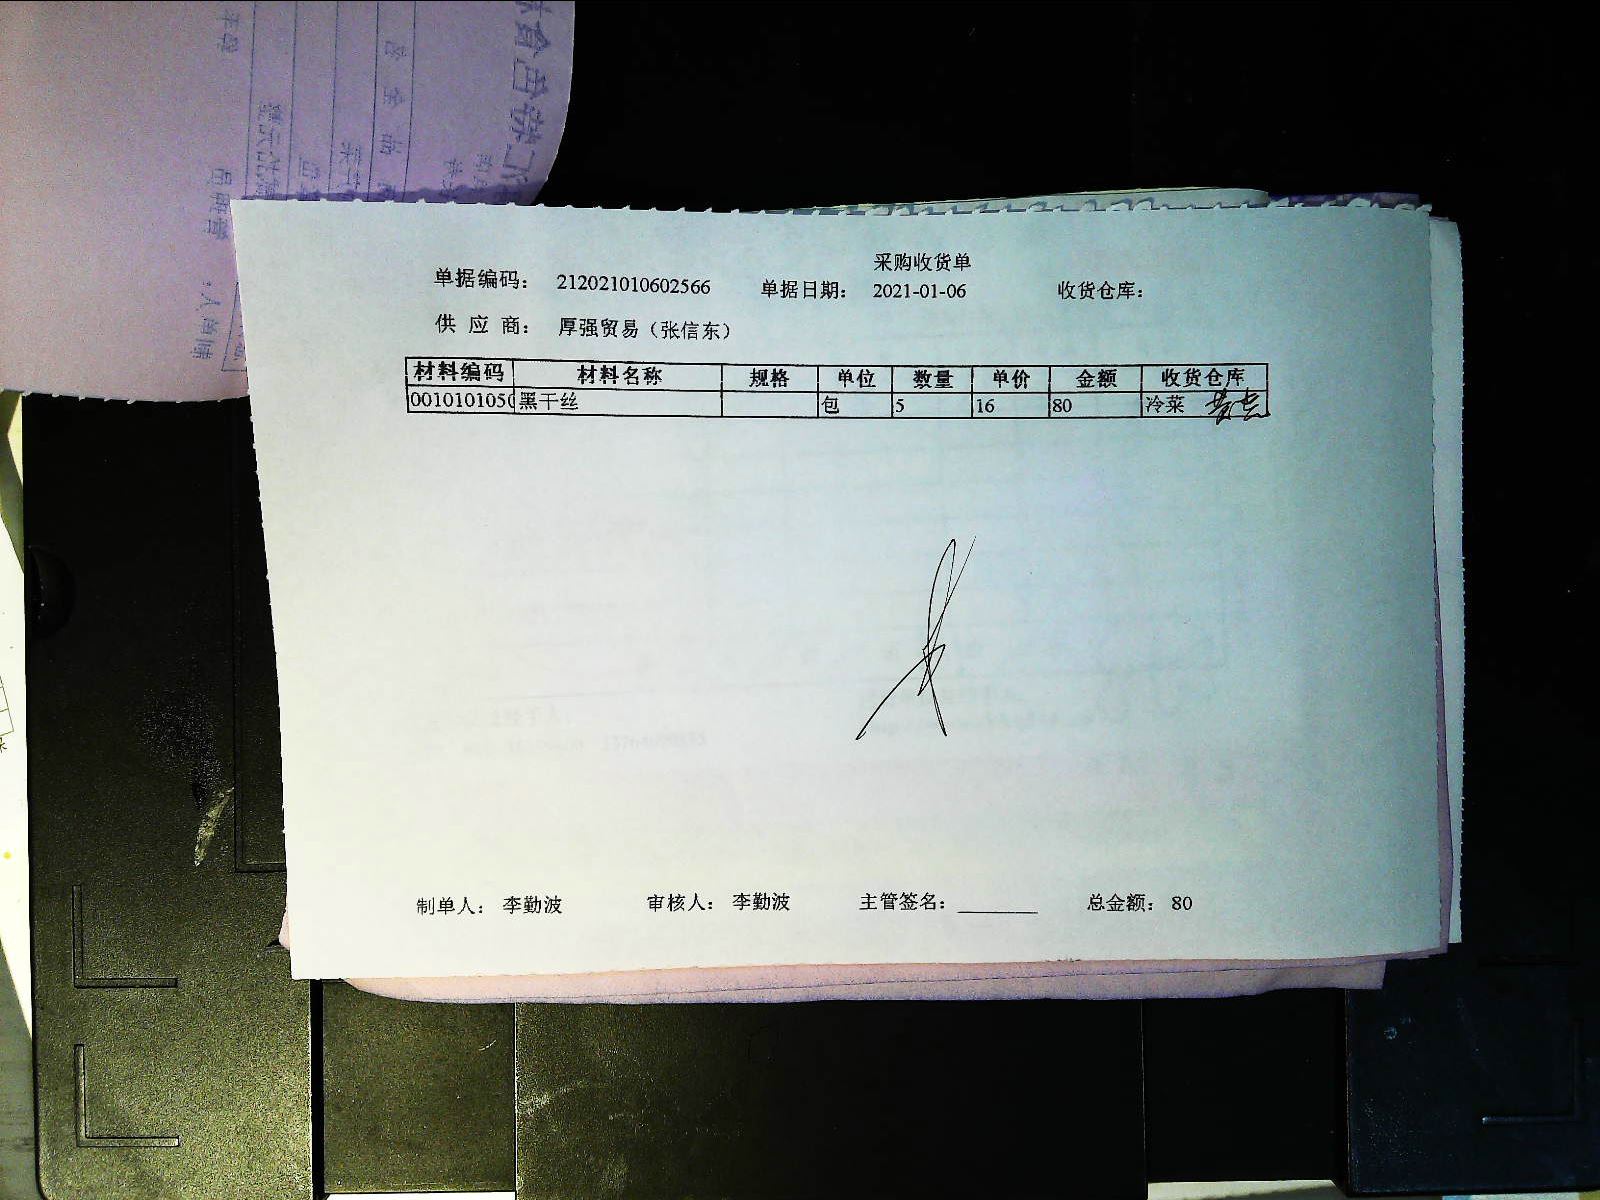 采购收货单
单据编码： 212021010602566 单据日期： 2021-01-06 收货仓库：
供 应 商： 厚强贸易（张信东）
材料编码 材料名称 规格 单位 数量 单价 金额 收货仓库
0010101050 黑干丝 包 5 16 80 冷菜
制单人： 李勤波 审核人： 李勤波 主管签名：________ 总金额： 80